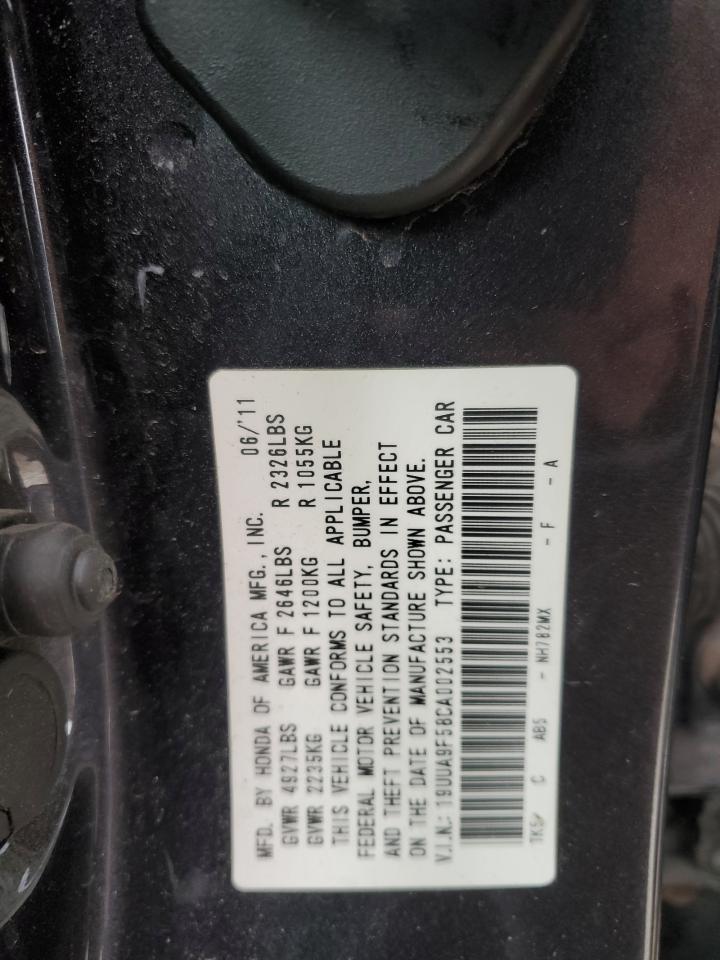 MFD. BY HONDA OF AMERICA MFG., INC. 06/'11
GVWR 4927LBS GAWR F 2646LBS R 2326LBS
GVWR 2235KG GAWR F 1200KG R 1055KG
THIS VEHICLE CONFORMS TO ALL APPLICABLE
FEDERAL MOTOR VEHICLE SAFETY, BUMPER,
AND THEFT PREVENTION STANDARDS IN EFFECT
ON THE DATE OF MANUFACTURE SHOWN ABOVE.
V.I.N.: 19UUA9F58CA002553 TYPE: PASSENGER CAR
C AB5 - NH782MX - F - A